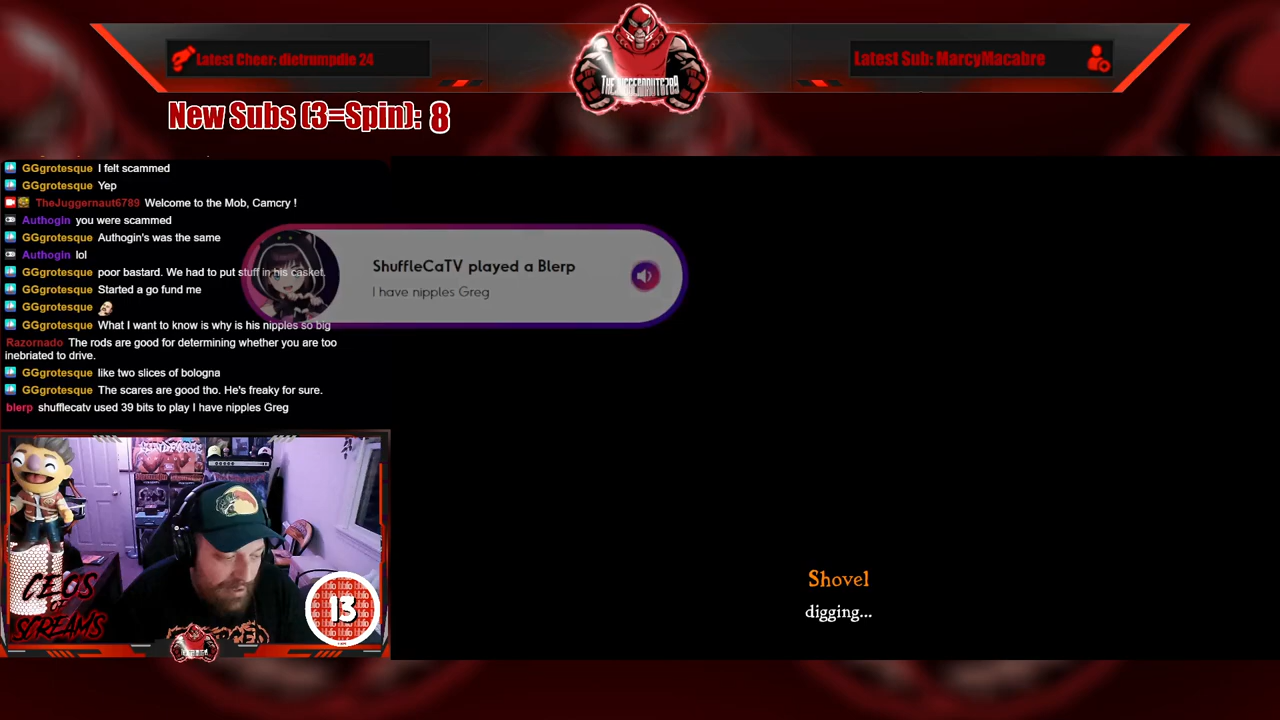 Latest Cheer: dietrumpdie 24
THEJUGGERNAUT6789
Latest Sub: MarcyMacabre
New Subs (3=Spin): 8
GGgrotesque I felt scammed
GGgrotesque Yep
TheJuggernaut6789 Welcome to the Mob, Camcry !
Authogin you were scammed
GGgrotesque Authogin's was the same
Authogin lol
GGgrotesque poor bastard. We had to put stuff in his casket.
GGgrotesque Started a go fund me
GGgrotesque
GGgrotesque What I want to know is why is his nipples so big
Razornado The rods are good for determining whether you are too
inebriated to drive.
GGgrotesque like two slices of bologna
GGgrotesque The scares are good tho. He's freaky for sure.
blerp shufflecatv used 39 bits to play I have nipples Greg
ShuffleCaTV played a Blerp
I have nipples Greg
CEO'S
OF
SCREAMS
13
Shovel
digging...